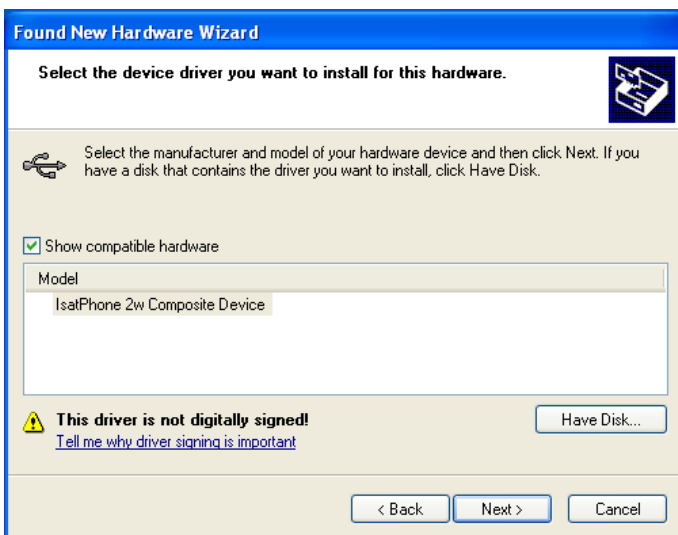 Found New Hardware Wizard
Select the device driver you want to install for this hardware.
Select the manufacturer and model of your hardware device and then click Next. If you
have a disk that contains the driver you want to install, click Have Disk.
Show compatible hardware
Model
IsatPhone 2w Composite Device
This driver is not digitally signed!
Have Disk...
Tell me why driver signing is important
< Back
Next >
Cancel